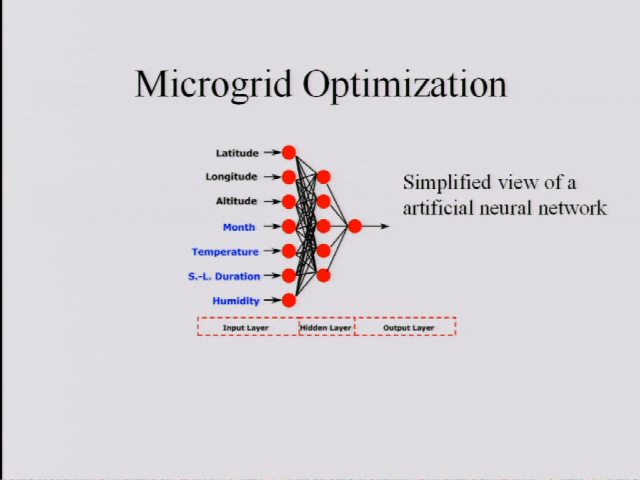 Microgrid Optimization
Latitude
Longitude
Altitude
Month
Temperature
S.-L. Duration
Humidity
Simplified view of a
artificial neural network
Input Layer
Hidden Layer
Output Layer